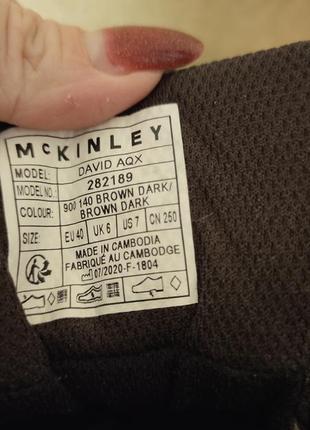 McKINLEY
MODEL: DAVID AQX
MODEL NO.: 282189
COLOUR: 900 140 BROWN DARK/
BROWN DARK
SIZE: EU 40 UK 6 US 7 CN 250
MADE IN CAMBODIA
FABRIQUÉ AU CAMBODGE
07/2020-F-1804